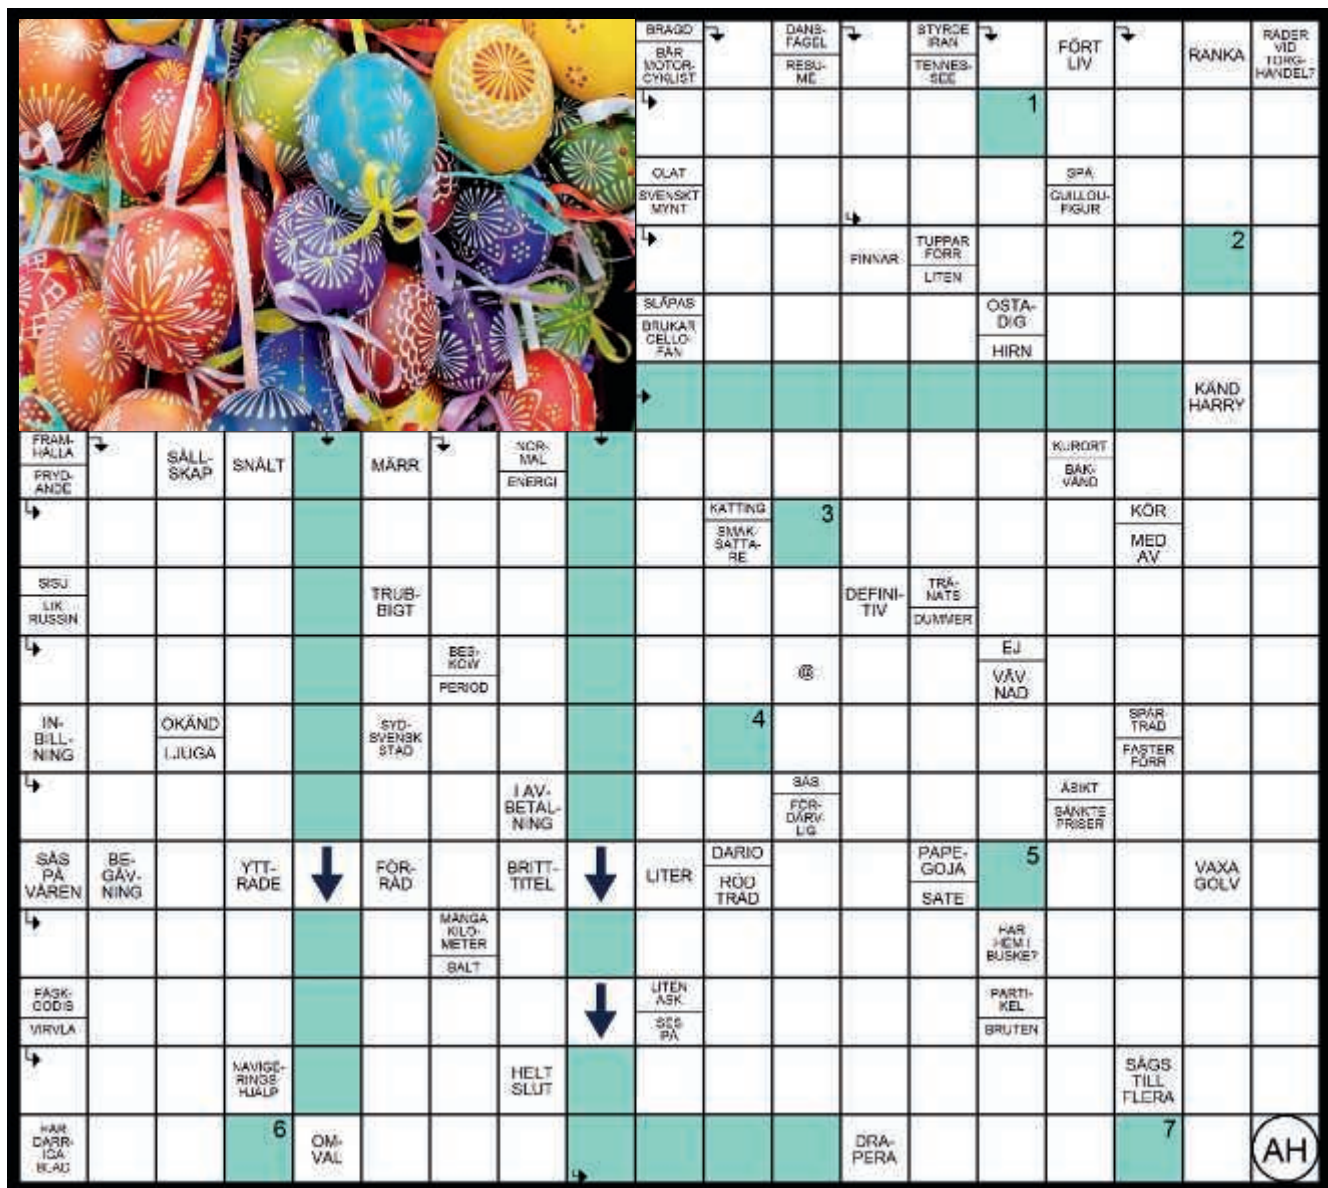 BRAGD
BÄR
MOTOR-
CYKLIST
DANS-
FÅGEL
RESU-
MÉ
STYRDE
IRAN
TENNES-
SEE
FÖRT
LIV
RANKA
RÅDER
VID
TORG-
HANDEL?
1
OLAT
SVENSKT
MYNT
SPÅ
GUILLOU-
FIGUR
FINNAR
TUPPAR
FÖRR
LITEN
2
SLÄPAS
BRUKAR
CELLO-
FAN
OSTA-
DIG
HIRN
KÄND
HARRY
FRAM-
HÄLLA
PRYD-
ANDE
SÄLL-
SKAP
SNÅLT
MÄRR
NOR-
MAL
ENERGI
KURORT
BAK-
VÄND
KATTING
SMAK-
SÄTTA-
RE
3
KÖR
MED
AV
SISU
LIK
RUSSIN
TRUB-
BIGT
DEFINI-
TIV
TRÄ-
NATS
DUMMER
BES-
KOW
PERIOD
@
EJ
VÄV-
NAD
IN-
BILL-
NING
OKÄND
LJUGA
SYD-
SVENSK
STAD
4
SPÅR-
TRÄD
FASTER
FÖRR
I AV-
BETAL-
NING
SÅS
FÖR-
DÄRV-
LIG
ÅSIKT
SÄNKTE
PRISER
SÅS
PÅ
VÅREN
BE-
GÅV-
NING
YTT-
RADE
FÖR-
RÅD
BRITT-
TITEL
LITER
DARIO
RÖD
TRÅD
PAPE-
GOJA
SATE
5
VAXA
GOLV
MÅNGA
KILO-
METER
SALT
HAR
HEM I
BUSKE?
PÅSK-
GODIS
VIRVLA
LITEN
ASK
SES
PÅ
PARTI-
KEL
BRUTEN
NAVIGE-
RINGS-
HJÄLP
HELT
SLUT
SÄGS
TILL
FLERA
HAR
DARR-
IGA
BLAD
6
OM-
VAL
DRA-
PERA
7
AH